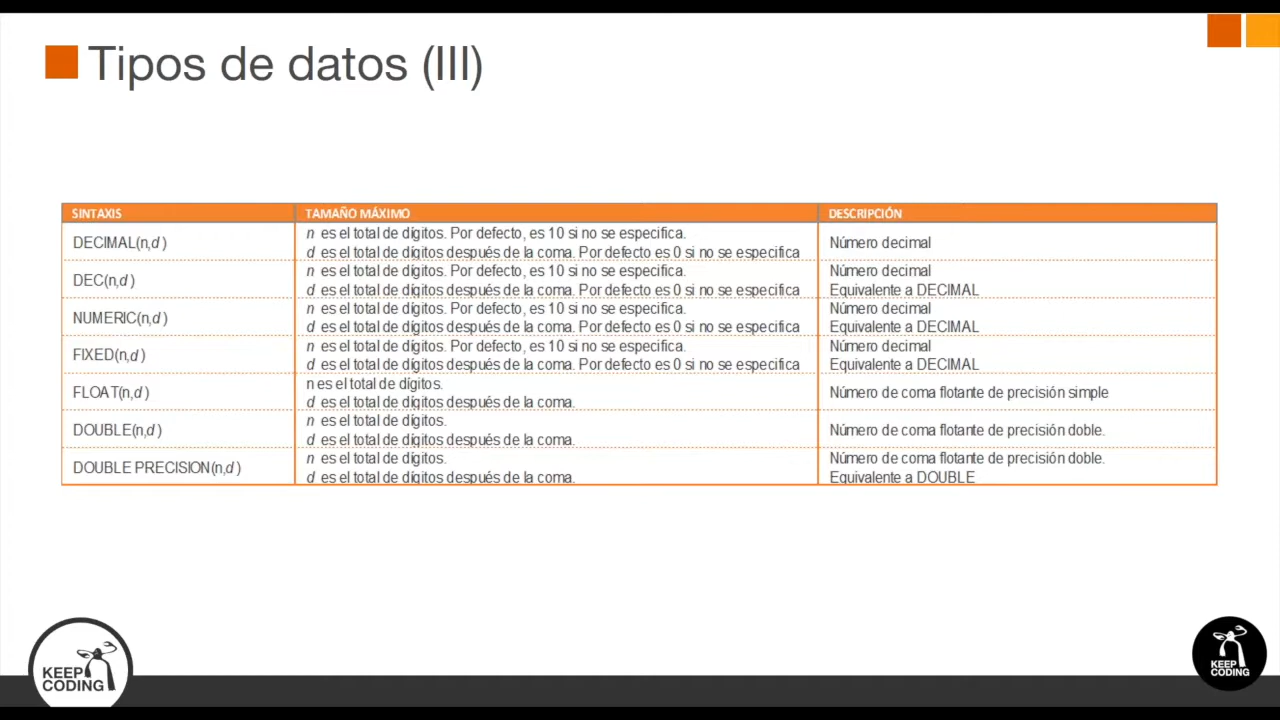 Tipos de datos (III)
SINTAXIS TAMAÑO MÁXIMO DESCRIPCIÓN
DECIMAL(n,d )
n es el total de dígitos. Por defecto, es 10 si no se especifica.
d es el total de dígitos después de la coma. Por defecto es 0 si no se especifica
Número decimal
DEC(n,d )
n es el total de dígitos. Por defecto, es 10 si no se especifica.
d es el total de dígitos después de la coma. Por defecto es 0 si no se especifica
Número decimal
Equivalente a DECIMAL
NUMERIC(n,d )
n es el total de dígitos. Por defecto, es 10 si no se especifica.
d es el total de dígitos después de la coma. Por defecto es 0 si no se especifica
Número decimal
Equivalente a DECIMAL
FIXED(n,d )
n es el total de dígitos. Por defecto, es 10 si no se especifica.
d es el total de dígitos después de la coma. Por defecto es 0 si no se especifica
Número decimal
Equivalente a DECIMAL
FLOAT(n,d )
n es el total de dígitos.
d es el total de dígitos después de la coma.
Número de coma flotante de precisión simple
DOUBLE(n,d )
n es el total de dígitos.
d es el total de dígitos después de la coma.
Número de coma flotante de precisión doble.
DOUBLE PRECISION(n,d )
n es el total de dígitos.
d es el total de dígitos después de la coma.
Número de coma flotante de precisión doble.
Equivalente a DOUBLE
KEEP
CODING
KEEP
CODING